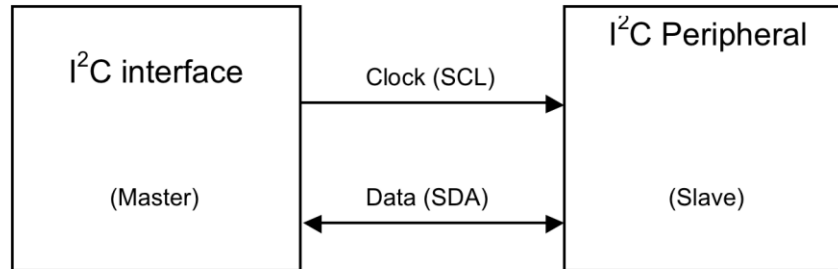 I²C interface
(Master)
Clock (SCL)
Data (SDA)
I²C Peripheral
(Slave)